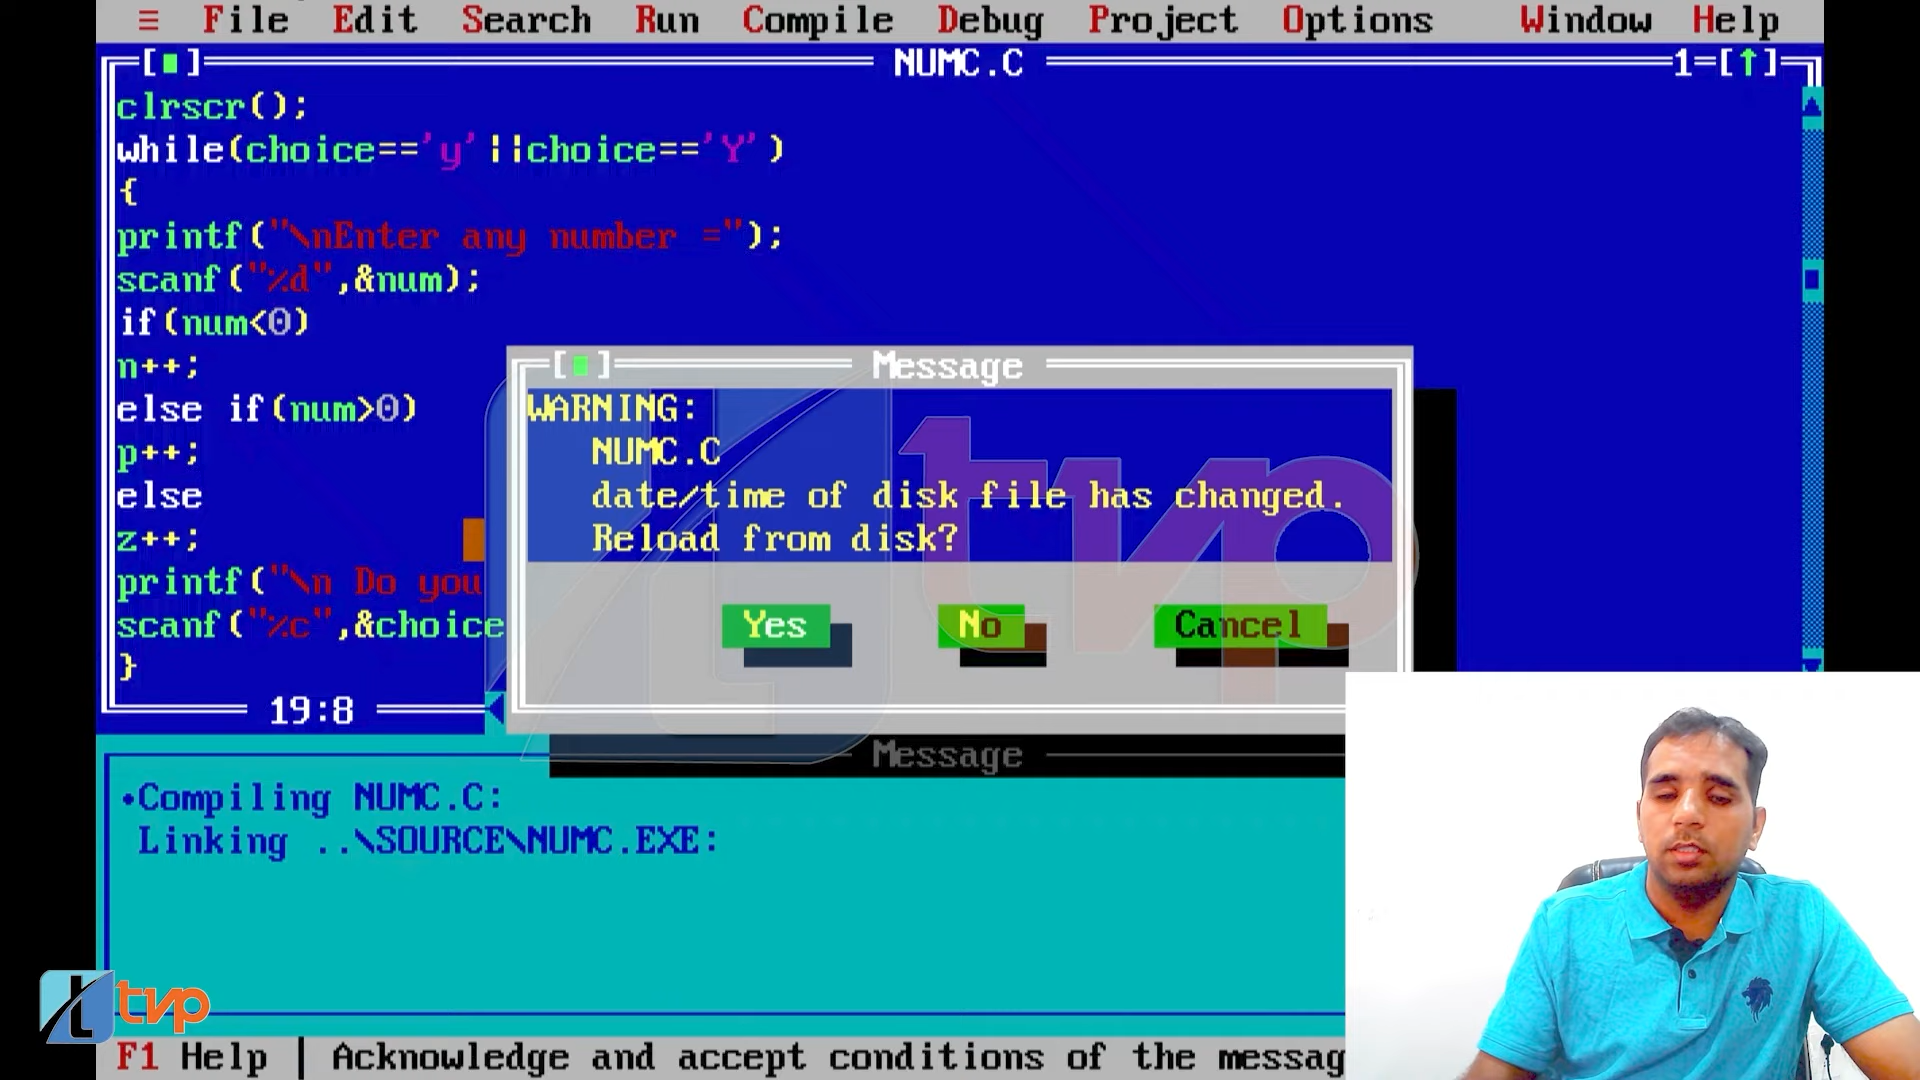 ≡ File Edit Search Run Compile Debug Project Options Window Help
[■] NUMC.C 1=[↑]
clrscr();
while(choice=='y'||choice=='Y')
{
printf("\nEnter any number =");
scanf("%d",&num);
if(num<0)
n++;
else if(num>0)
p++;
else
z++;
printf("\n Do you
scanf("%c",&choice
}
19:8
[■] Message
WARNING:
NUMC.C
date/time of disk file has changed.
Reload from disk?
Yes No Cancel
tvp
Message
•Compiling NUMC.C:
Linking ..\SOURCE\NUMC.EXE:
tvp
F1 Help | Acknowledge and accept conditions of the messag